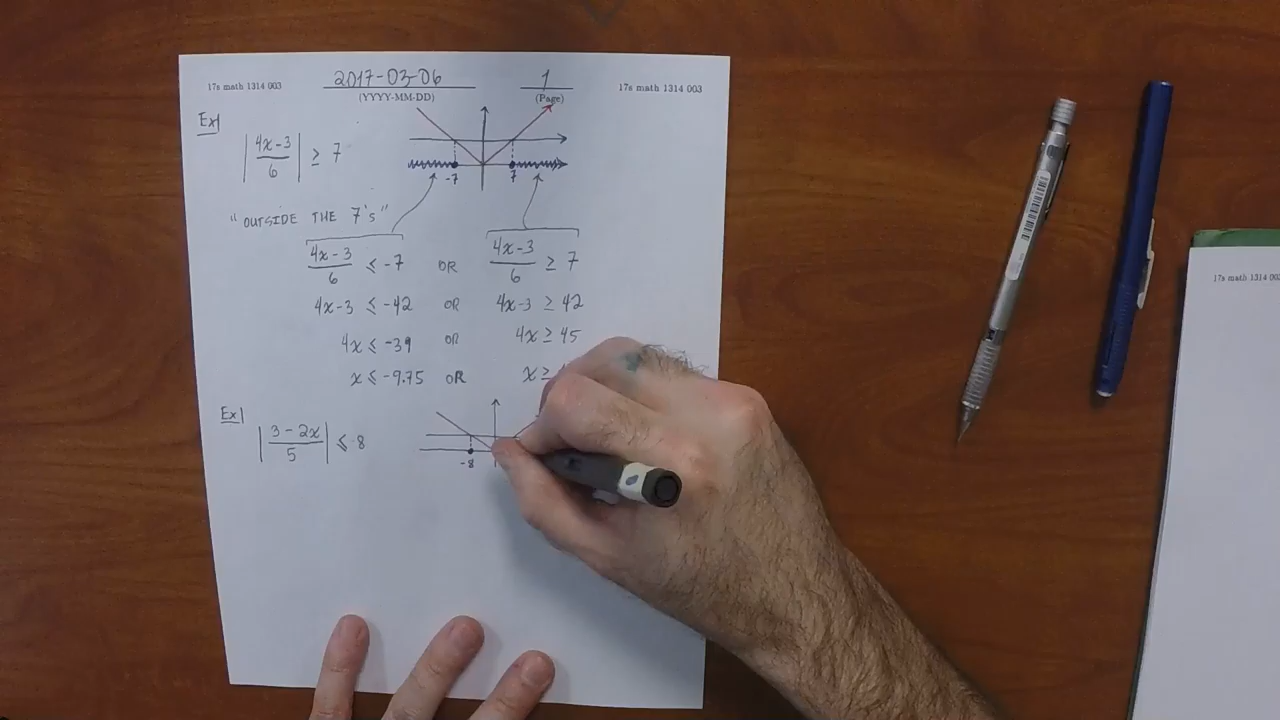 17s math 1314 003 2017-03-06 1 17s math 1314 003
(YYYY-MM-DD) (Page)
Ex|
|4x-3/6| ≥ 7
-7 7
"OUTSIDE THE 7's"
4x-3/6 ≤ -7 OR 4x-3/6 ≥ 7
4x-3 ≤ -42 OR 4x-3 ≥ 42
4x ≤ -39 OR 4x ≥ 45
x ≤ -9.75 OR x ≥
Ex|
|3-2x/5| ≤ 8
-8
17s math 1314